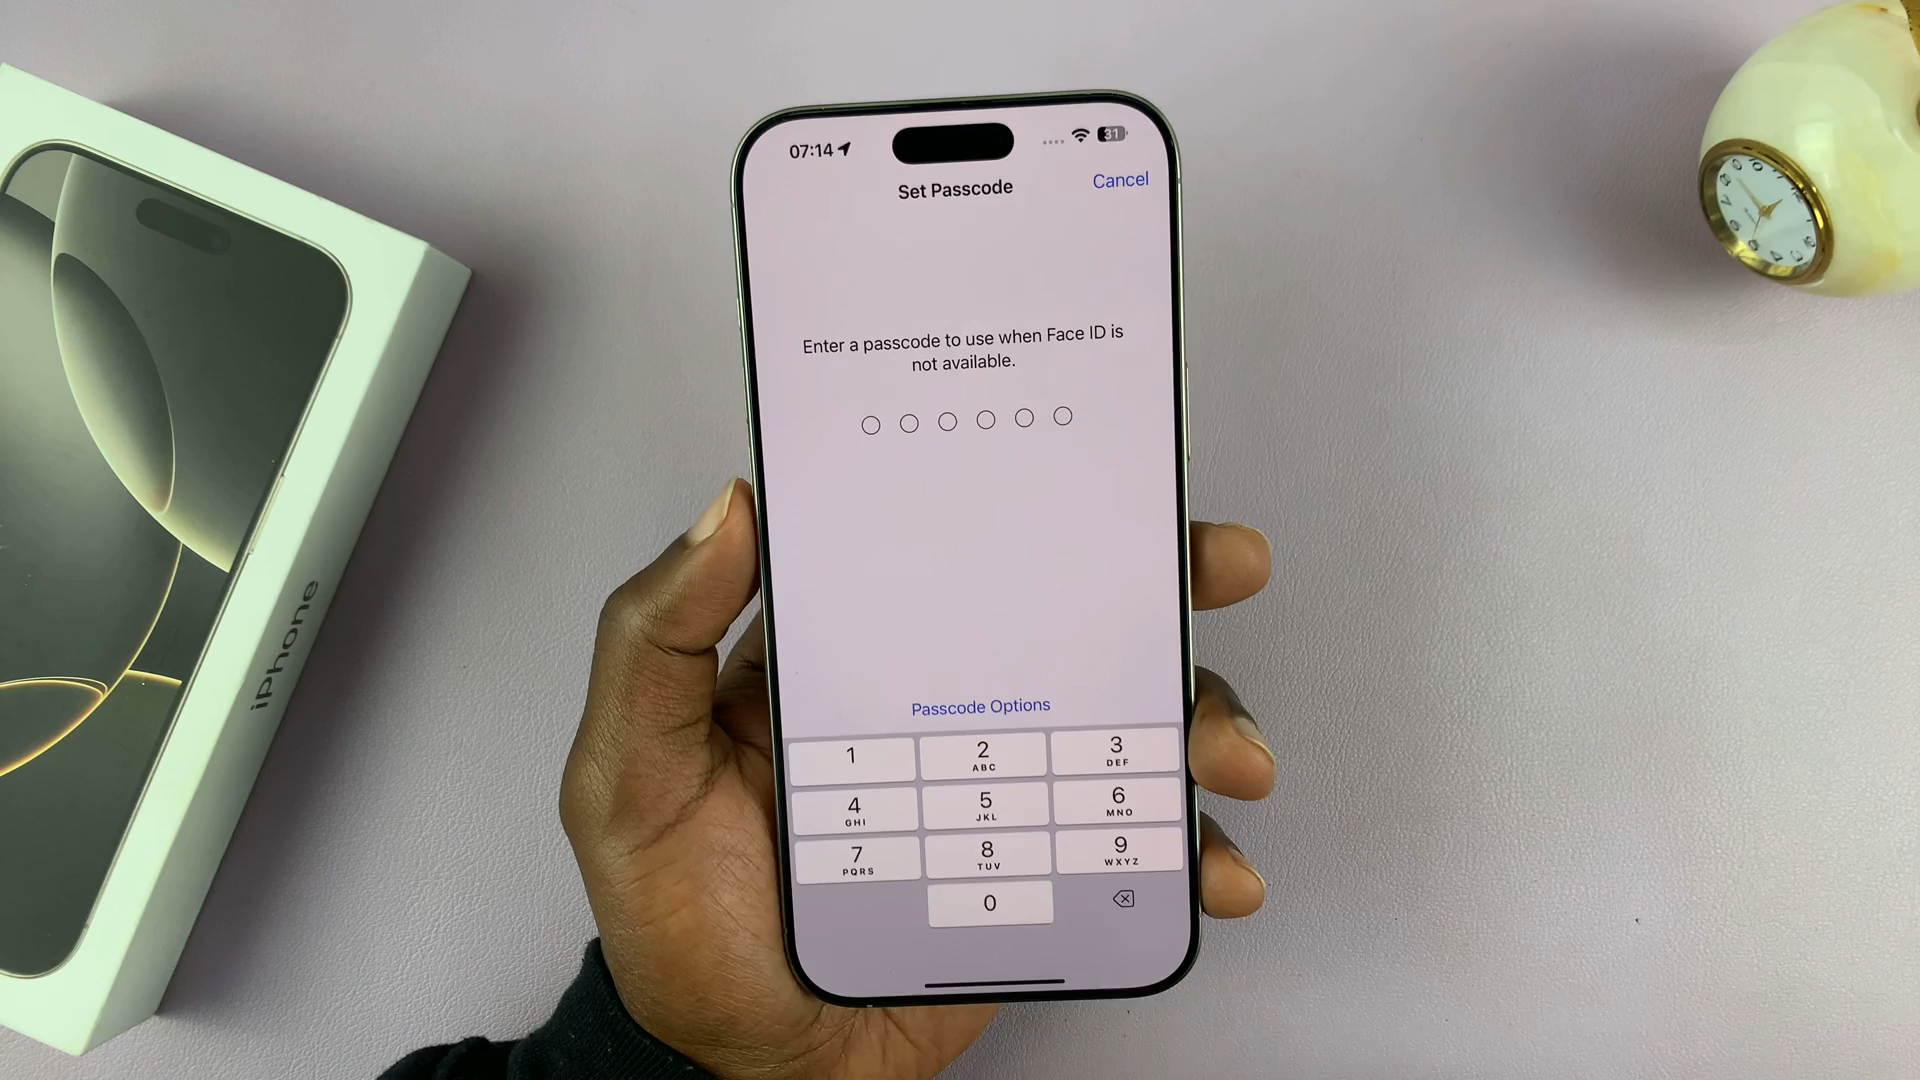 07:14
31
Set Passcode
Cancel
Enter a passcode to use when Face ID is
not available.
Passcode Options
1
2
ABC
3
DEF
4
GHI
5
JKL
6
MNO
7
PQRS
8
TUV
9
WXYZ
0
iPhone